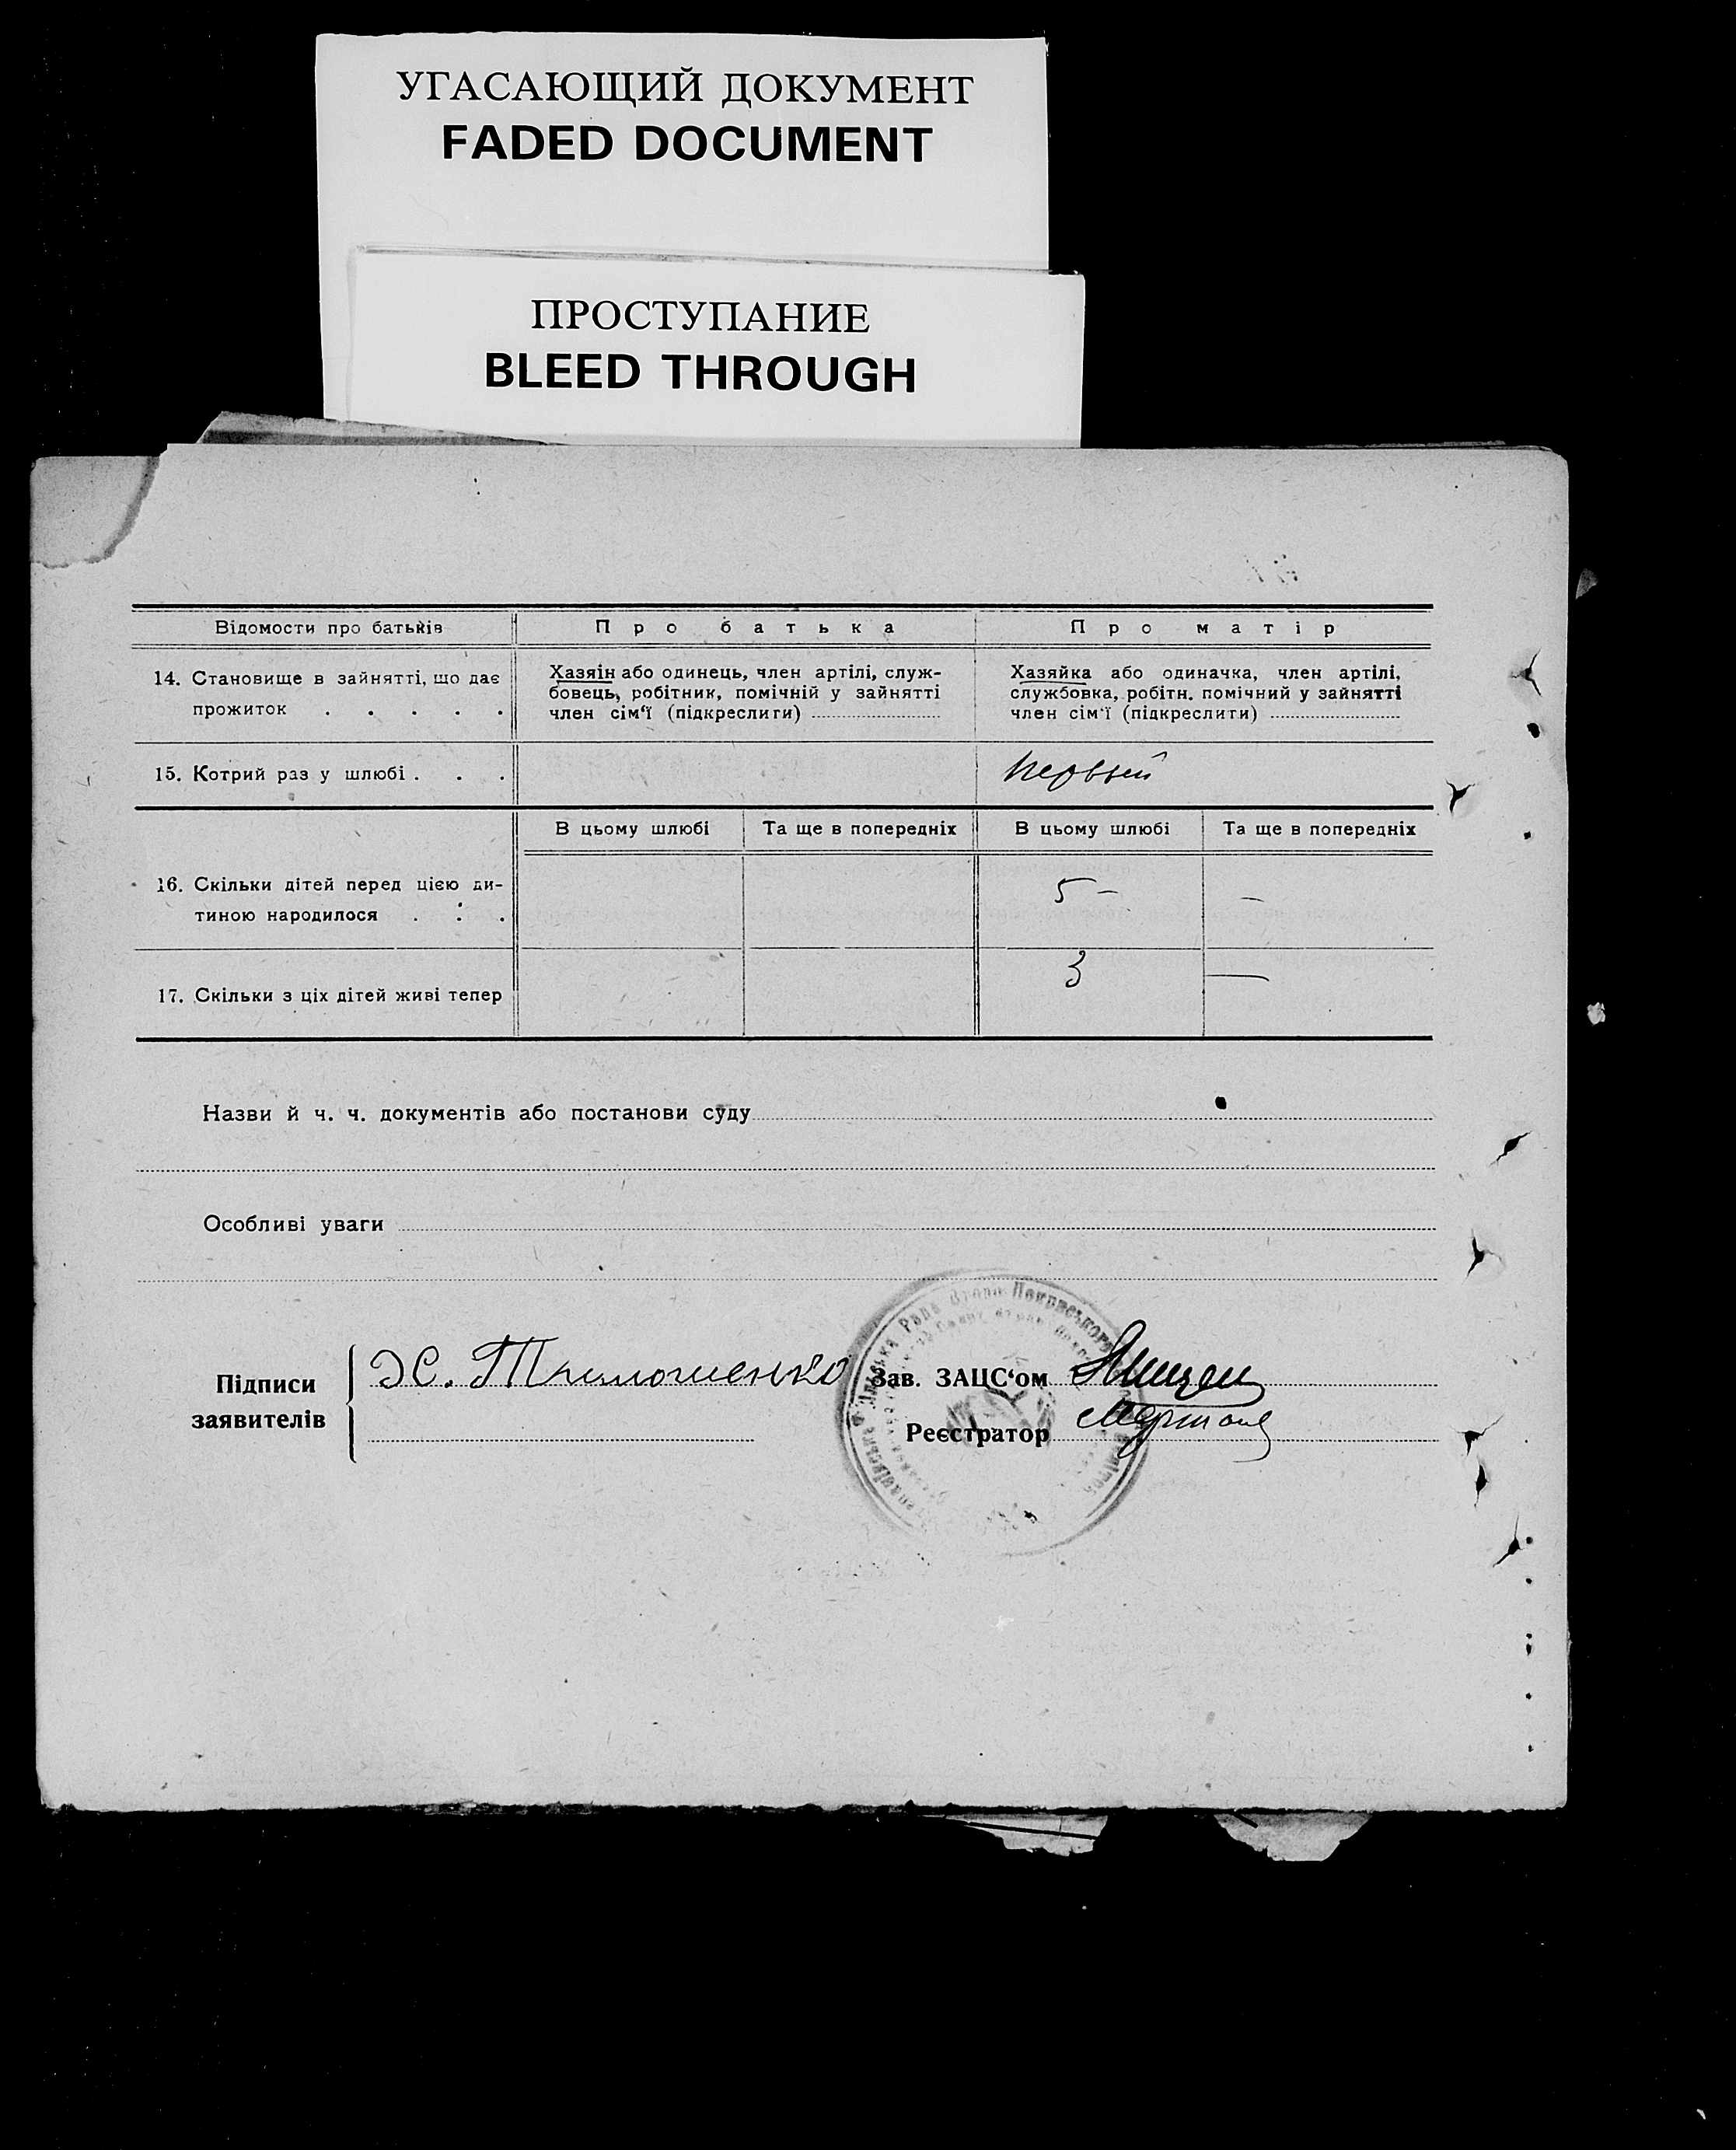 УГАСАЮЩИЙ ДОКУМЕНТ
FADED DOCUMENT
ПРОСТУПАНИЕ
BLEED THROUGH
Відомости про батьків
Про батька
Про матір
14. Становище в зайнятті, що дає
прожиток . . . . .
Хазяін або одинець, член артілі, служ-
бовець, робітник, помічній у зайнятті
член сім‘ї (підкреслиги)
Хазяйка або одиначка, член артілі,
службовка, робітн. помічний у зайнятті
член сім‘ї (підкреслити)
15. Котрий раз у шлюбі . . .
первый
В цьому шлюбі
Та ще в попередніх
В цьому шлюбі
Та ще в попередніх
16. Скільки дітей перед цією ди-
тиною народилося . . .
5 –
–
17. Скільки з ціх дітей живі тепер
3
—
Назви й ч. ч. документів або постанови суду
Особливі уваги
Підписи
заявителів
Зав. ЗАЦС‘ом
Реєстратор